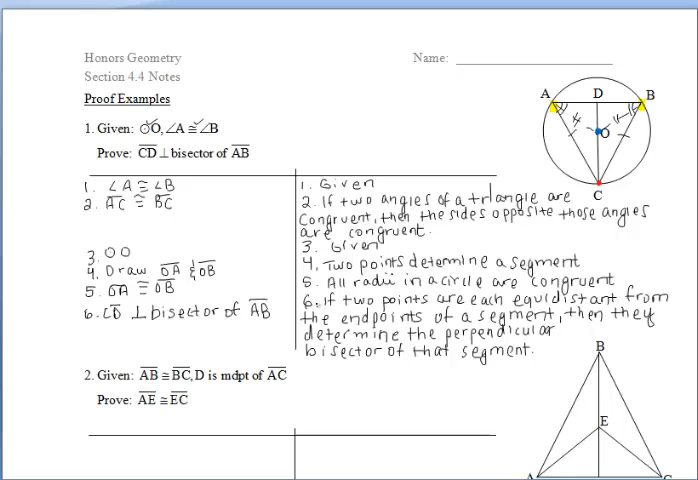 Honors Geometry
Name:
Section 4.4 Notes
Proof Examples
1. Given: ⊙O, ∠A ≅ ∠B
Prove: CD ⊥ bisector of AB
A
D
B
O
C
1. ∠A ≅ ∠B
2. AC ≅ BC
3. ⊙O
4. Draw OA & OB
5. OA ≅ OB
6. CD ⊥ bisector of AB
1. Given
2. If two angles of a triangle are
congruent, then the sides opposite those angles
are congruent.
3. Given
4. Two points determine a segment
5. All radii in a circle are congruent
6. If two points are each equidistant from
the endpoints of a segment, then they
determine the perpendicular
bisector of that segment.
2. Given: AB ≅ BC, D is mdpt of AC
Prove: AE ≅ EC
B
E
A
C